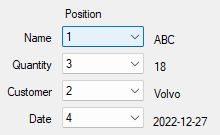 Position
Name 1 ABC
Quantity 3 18
Customer 2 Volvo
Date 4 2022-12-27